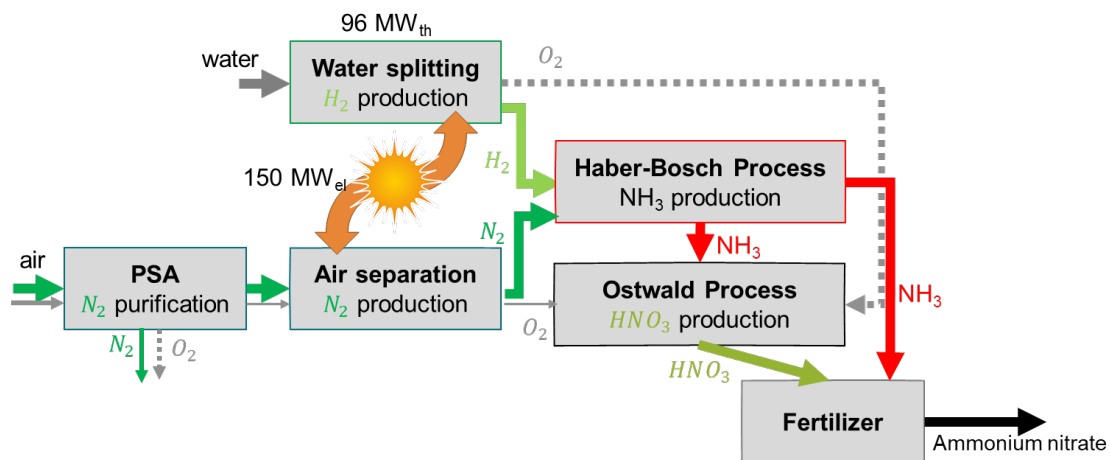 96 MWth
water
Water splitting
H2 production
O2
150 MWel
H2
Haber-Bosch Process
NH3 production
N2
air
PSA
N2 purification
Air separation
N2 production
NH3
N2
O2
O2
Ostwald Process
HNO3 production
NH3
HNO3
Fertilizer
Ammonium nitrate